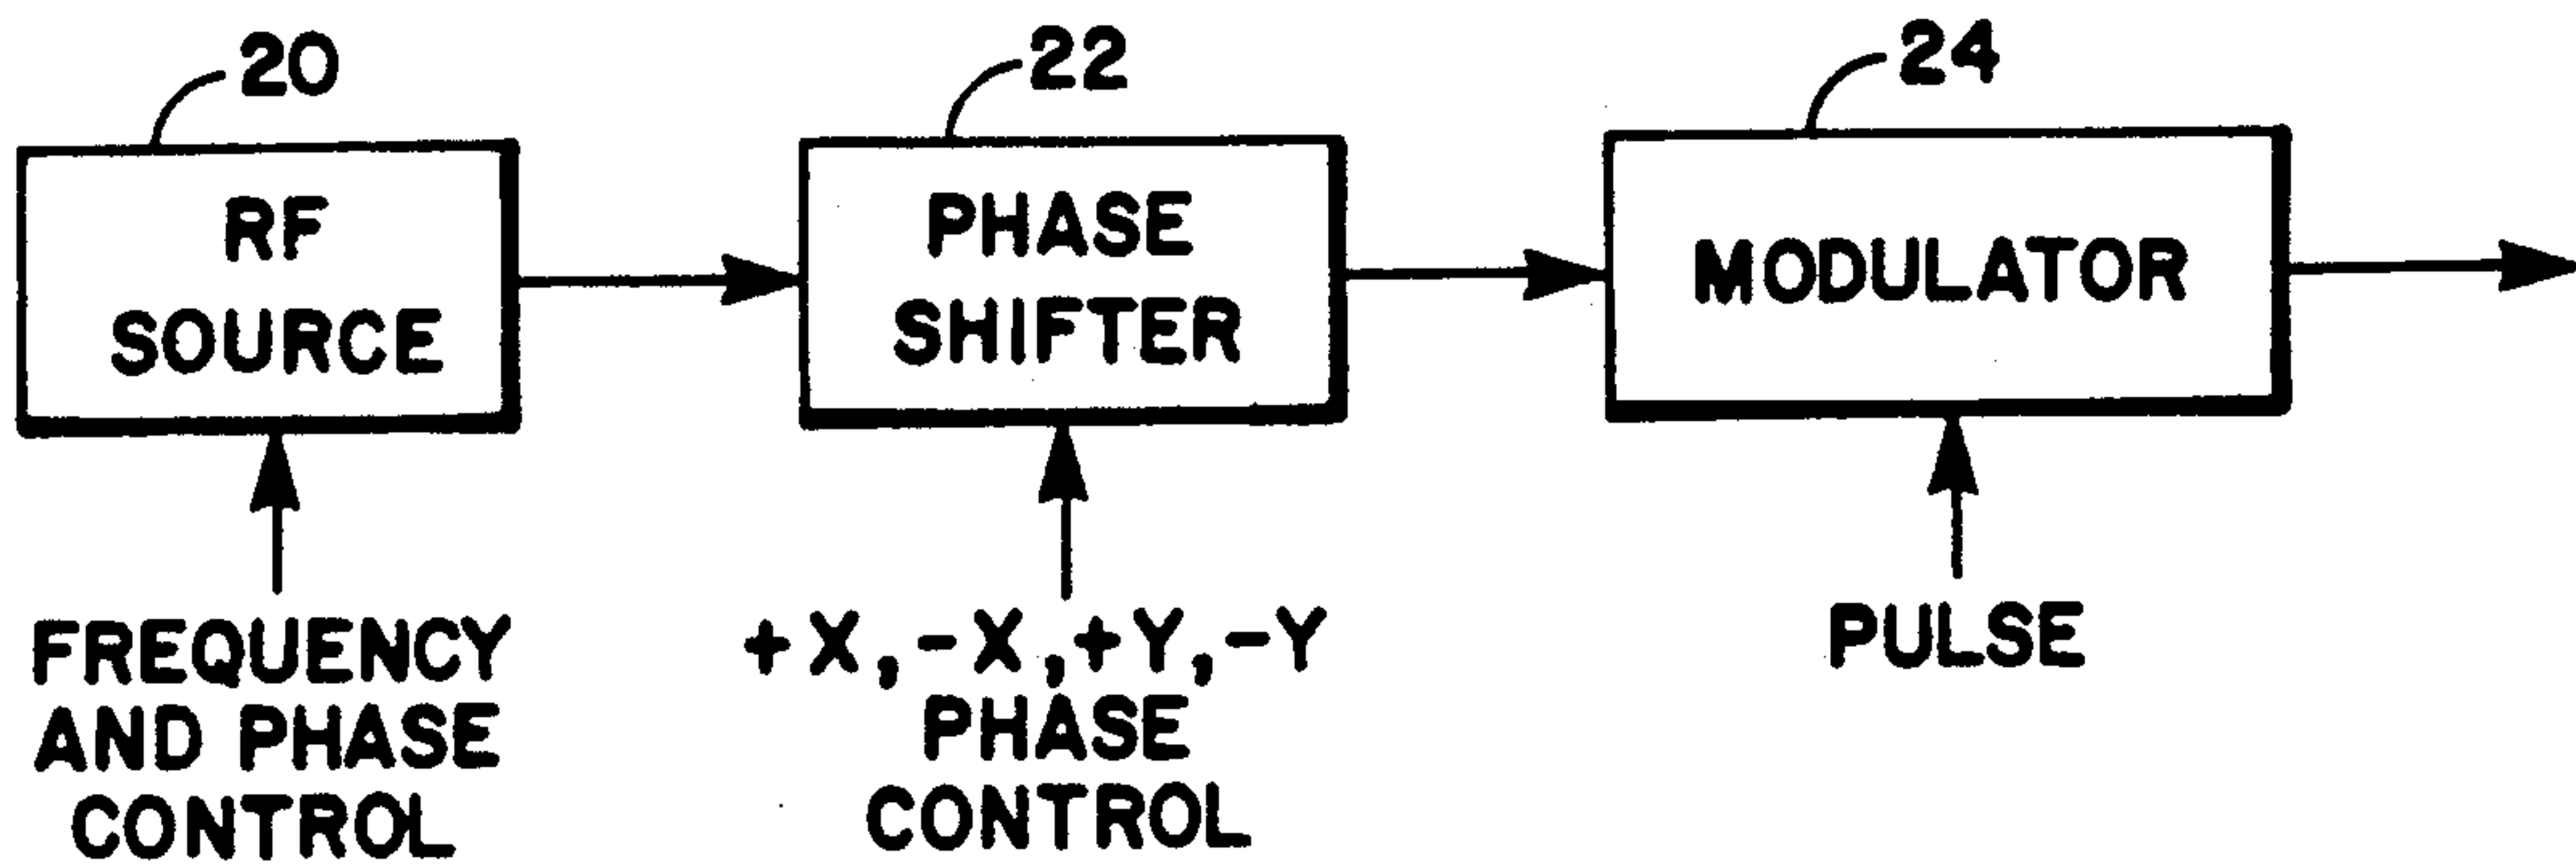 20
22
24
RF
SOURCE
PHASE
SHIFTER
MODULATOR
FREQUENCY
AND PHASE
CONTROL
+X,-X,+Y,-Y
PHASE
CONTROL
PULSE